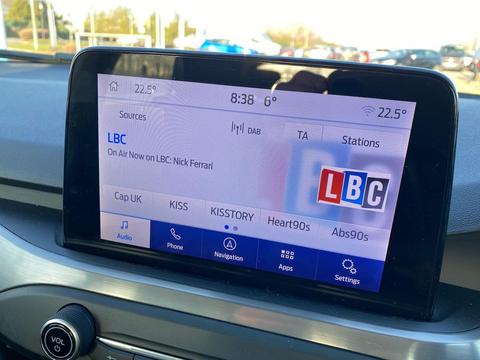 22.5° 8:38 6° 22.5°
Sources DAB TA Stations
LBC
On Air Now on LBC: Nick Ferrari
LBC
Cap UK KISS KISSTORY Heart90s Abs90s
Audio Phone Navigation Apps Settings
VOL